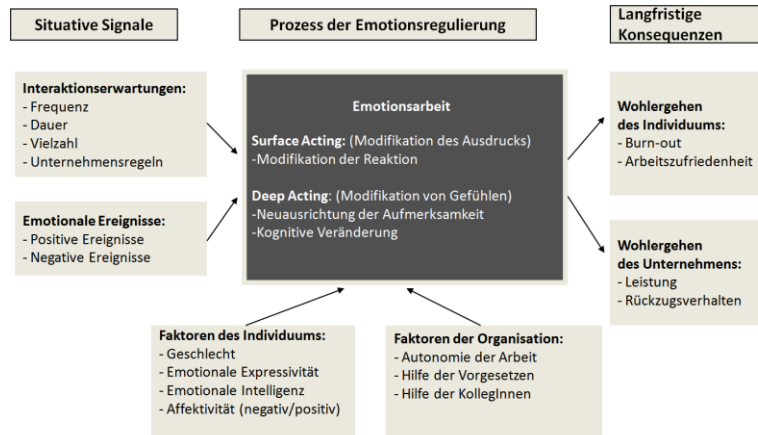 Situative Signale
Prozess der Emotionsregulierung
Langfristige
Konsequenzen
Interaktionserwartungen:
- Frequenz
- Dauer
- Vielzahl
- Unternehmensregeln
Emotionale Ereignisse:
- Positive Ereignisse
- Negative Ereignisse
Emotionsarbeit
Surface Acting: (Modifikation des Ausdrucks)
-Modifikation der Reaktion
Deep Acting: (Modifikation von Gefühlen)
-Neuausrichtung der Aufmerksamkeit
-Kognitive Veränderung
Wohlergehen
des Individuums:
- Burn-out
- Arbeitszufriedenheit
Wohlergehen
des Unternehmens:
- Leistung
- Rückzugsverhalten
Faktoren des Individuums:
- Geschlecht
- Emotionale Expressivität
- Emotionale Intelligenz
- Affektivität (negativ/positiv)
Faktoren der Organisation:
- Autonomie der Arbeit
- Hilfe der Vorgesetzen
- Hilfe der KollegInnen